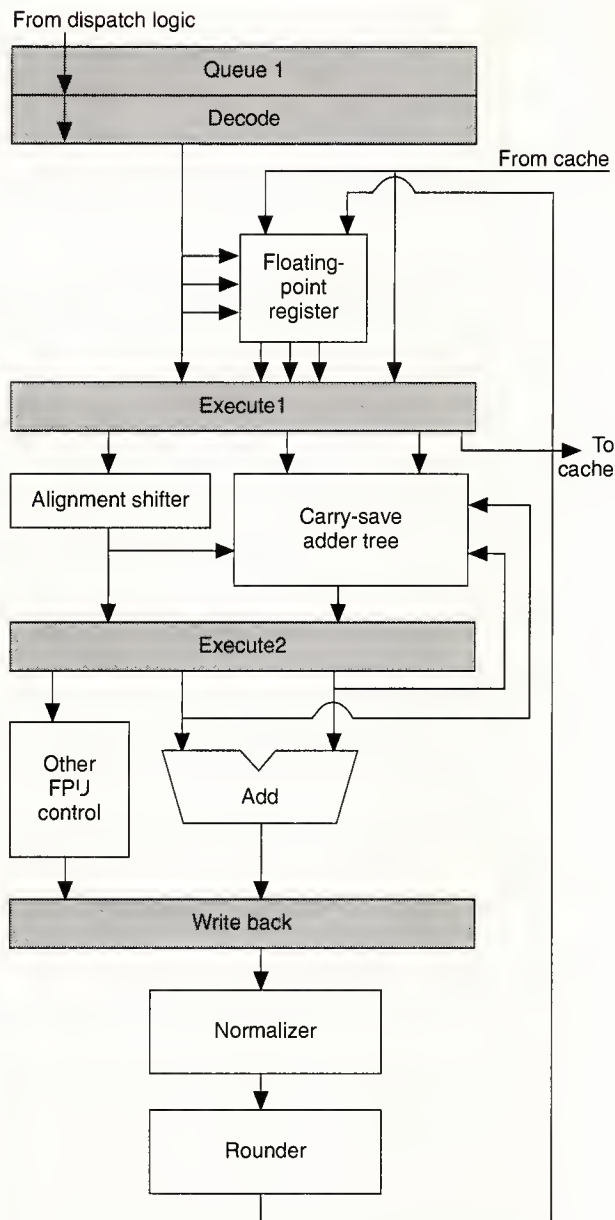 From dispatch logic
Queue 1
Decode
From cache
Floating-
point
register
Execute1
To
cache
Alignment shifter
Carry-save
adder tree
Execute2
Other
FPU
control
Add
Write back
Normalizer
Rounder